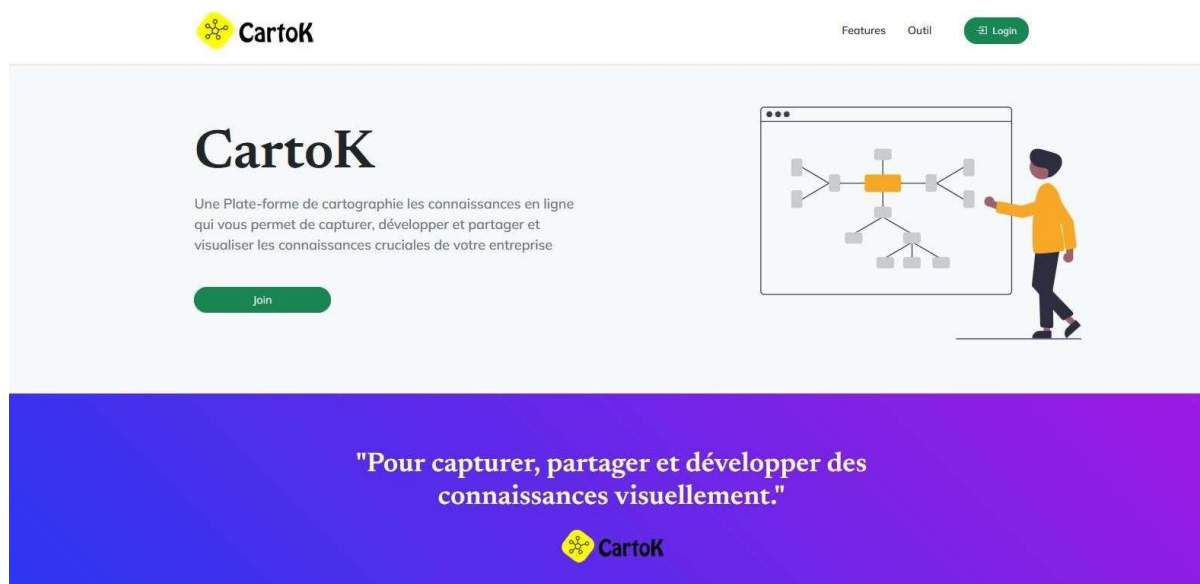 CartoK
Features Outil Login
CartoK
Une Plate-forme de cartographie les connaissances en ligne
qui vous permet de capturer, développer et partager et
visualiser les connaissances cruciales de votre entreprise
Join
"Pour capturer, partager et développer des
connaissances visuellement."
CartoK